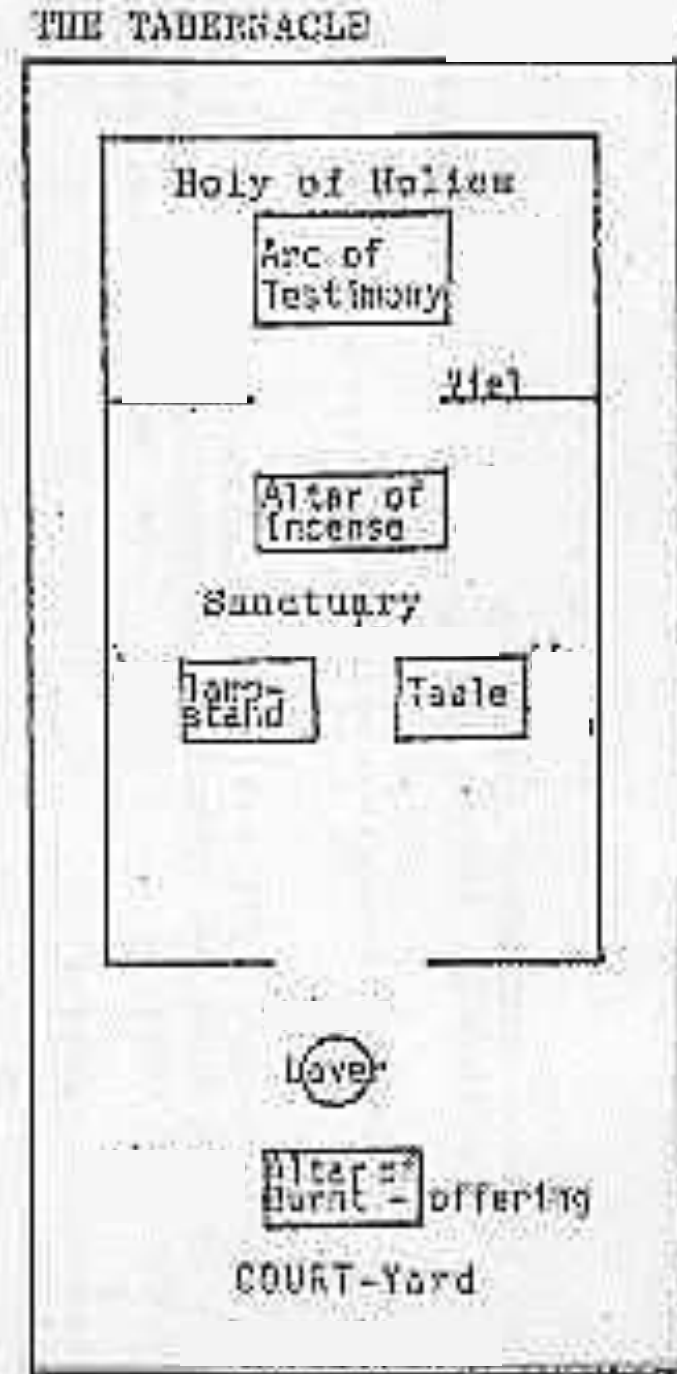 THE TABERNACLE
Holy of Holies
Arc of
Testimony
Viel
Altar of
Incense
Sanctuary
lamp-
stand
Table
Laver
Altar of
Burnt - offering
COURT-Yard